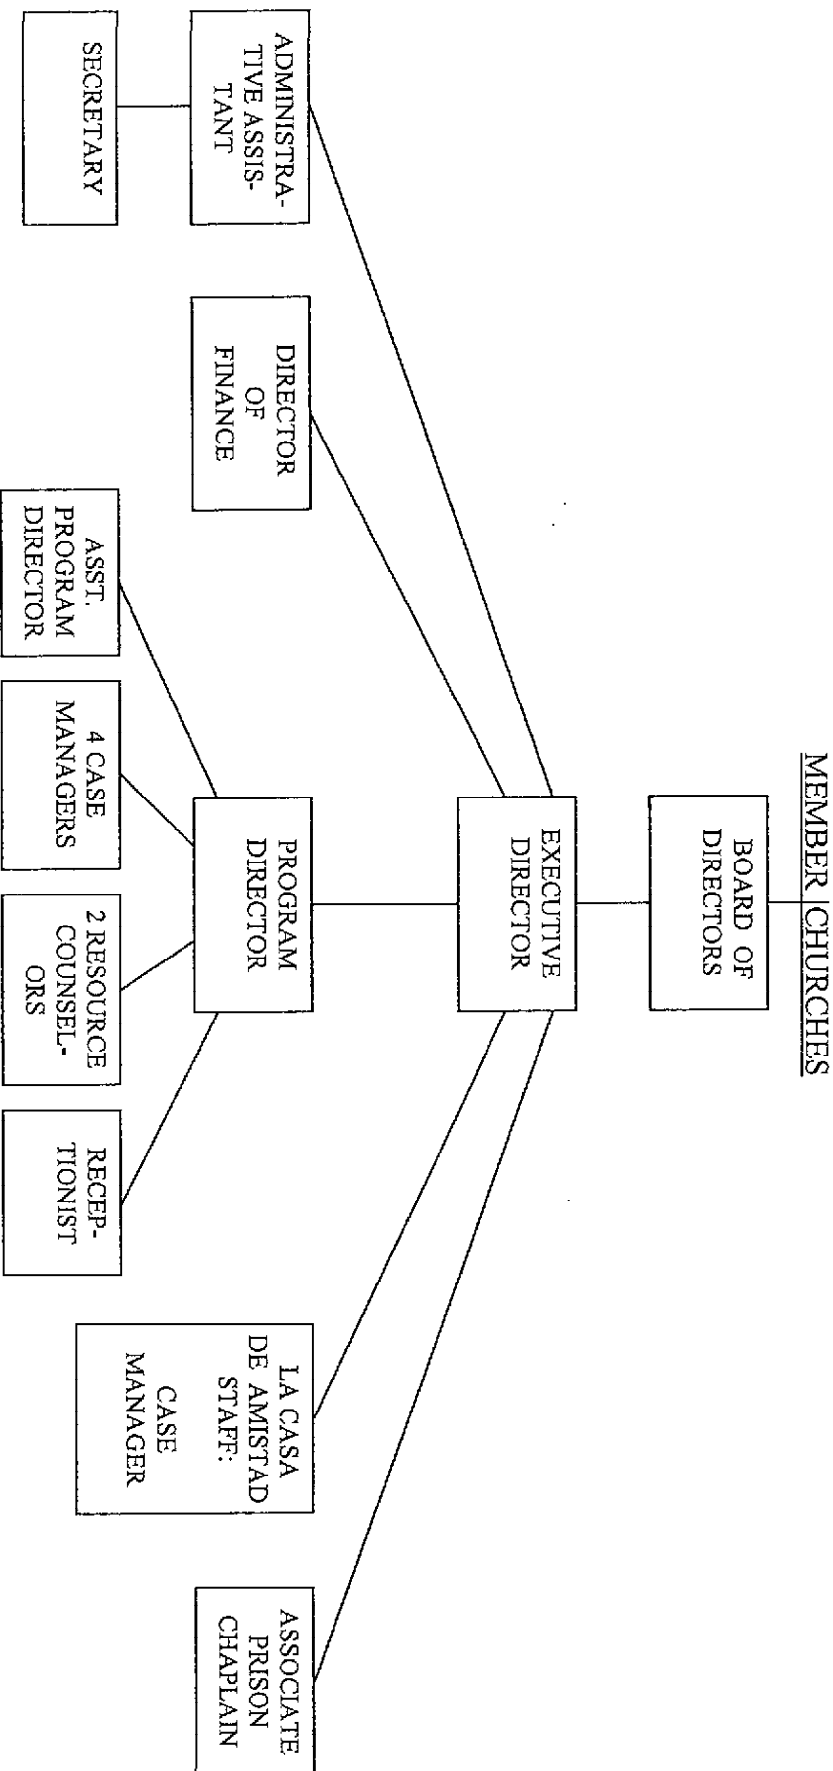 MEMBER CHURCHES
BOARD OF
DIRECTORS
EXECUTIVE
DIRECTOR
ADMINISTRA-
TIVE ASSIS-
TANT
DIRECTOR
OF
FINANCE
PROGRAM
DIRECTOR
LA CASA
DE AMISTAD
STAFF:
CASE
MANAGER
ASSOCIATE
PRISON
CHAPLAIN
SECRETARY
ASST.
PROGRAM
DIRECTOR
4 CASE
MANAGERS
2 RESOURCE
COUNSEL-
ORS
RECEP-
TIONIST